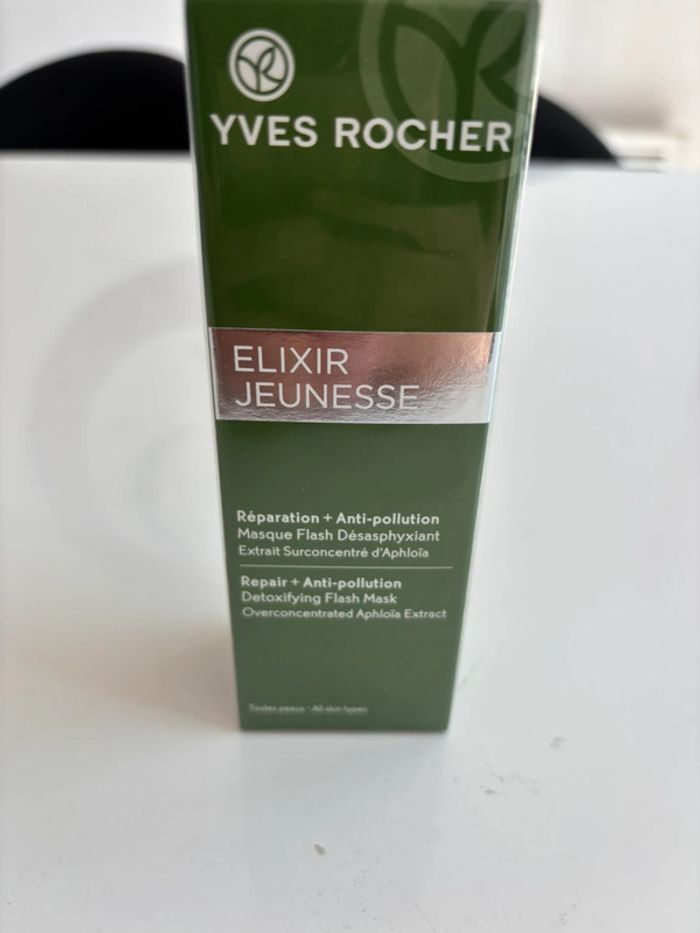 YVES ROCHER
ELIXIR
JEUNESSE
Réparation + Anti-pollution
Masque Flash Désasphyxiant
Extrait Surconcentré d'Aphloïa
Repair + Anti-pollution
Detoxifying Flash Mask
Overconcentrated Aphloïa Extract
Toutes peaux - All skin types